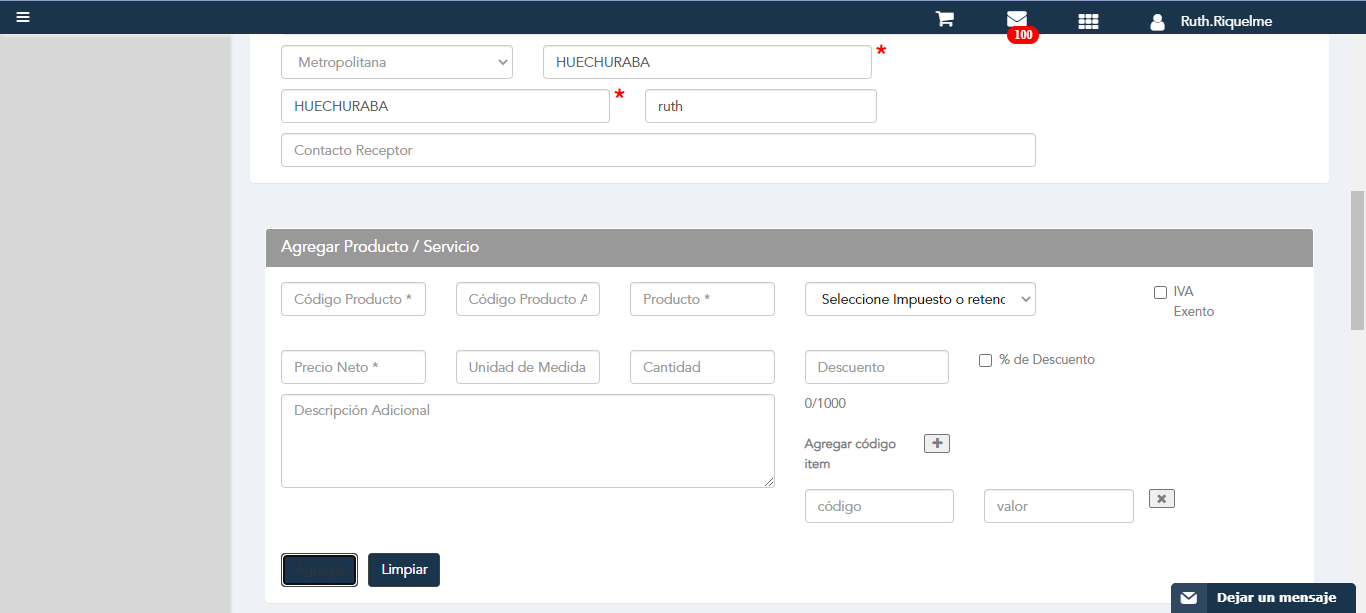 100
Ruth.Riquelme
Metropolitana
HUECHURABA
*
HUECHURABA
*
ruth
Contacto Receptor
Agregar Producto / Servicio
Código Producto *
Código Producto A
Producto *
Seleccione Impuesto o retenc
IVA
Exento
Precio Neto *
Unidad de Medida
Cantidad
Descuento
% de Descuento
Descripción Adicional
0/1000
Agregar código
item
código
valor
Agregar
Limpiar
Dejar un mensaje